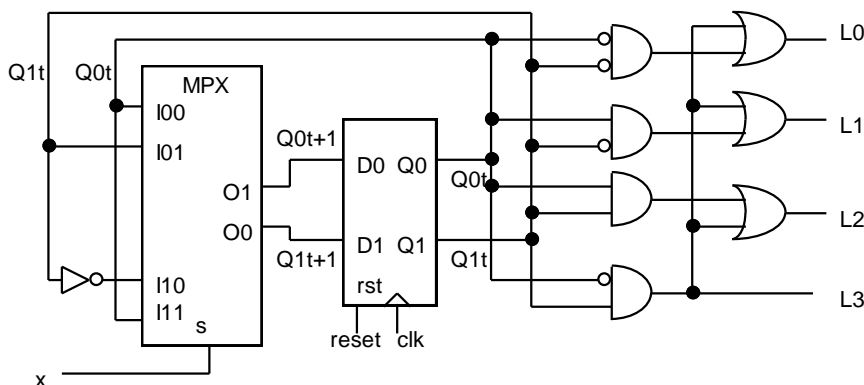 L0
Q1t Q0t MPX
I00
I01
Q0t+1 D0 Q0
L1
O1
Q0t
O0
D1 Q1
L2
Q1t+1 Q1t
I10
rst
L3
I11
s
reset clk
x